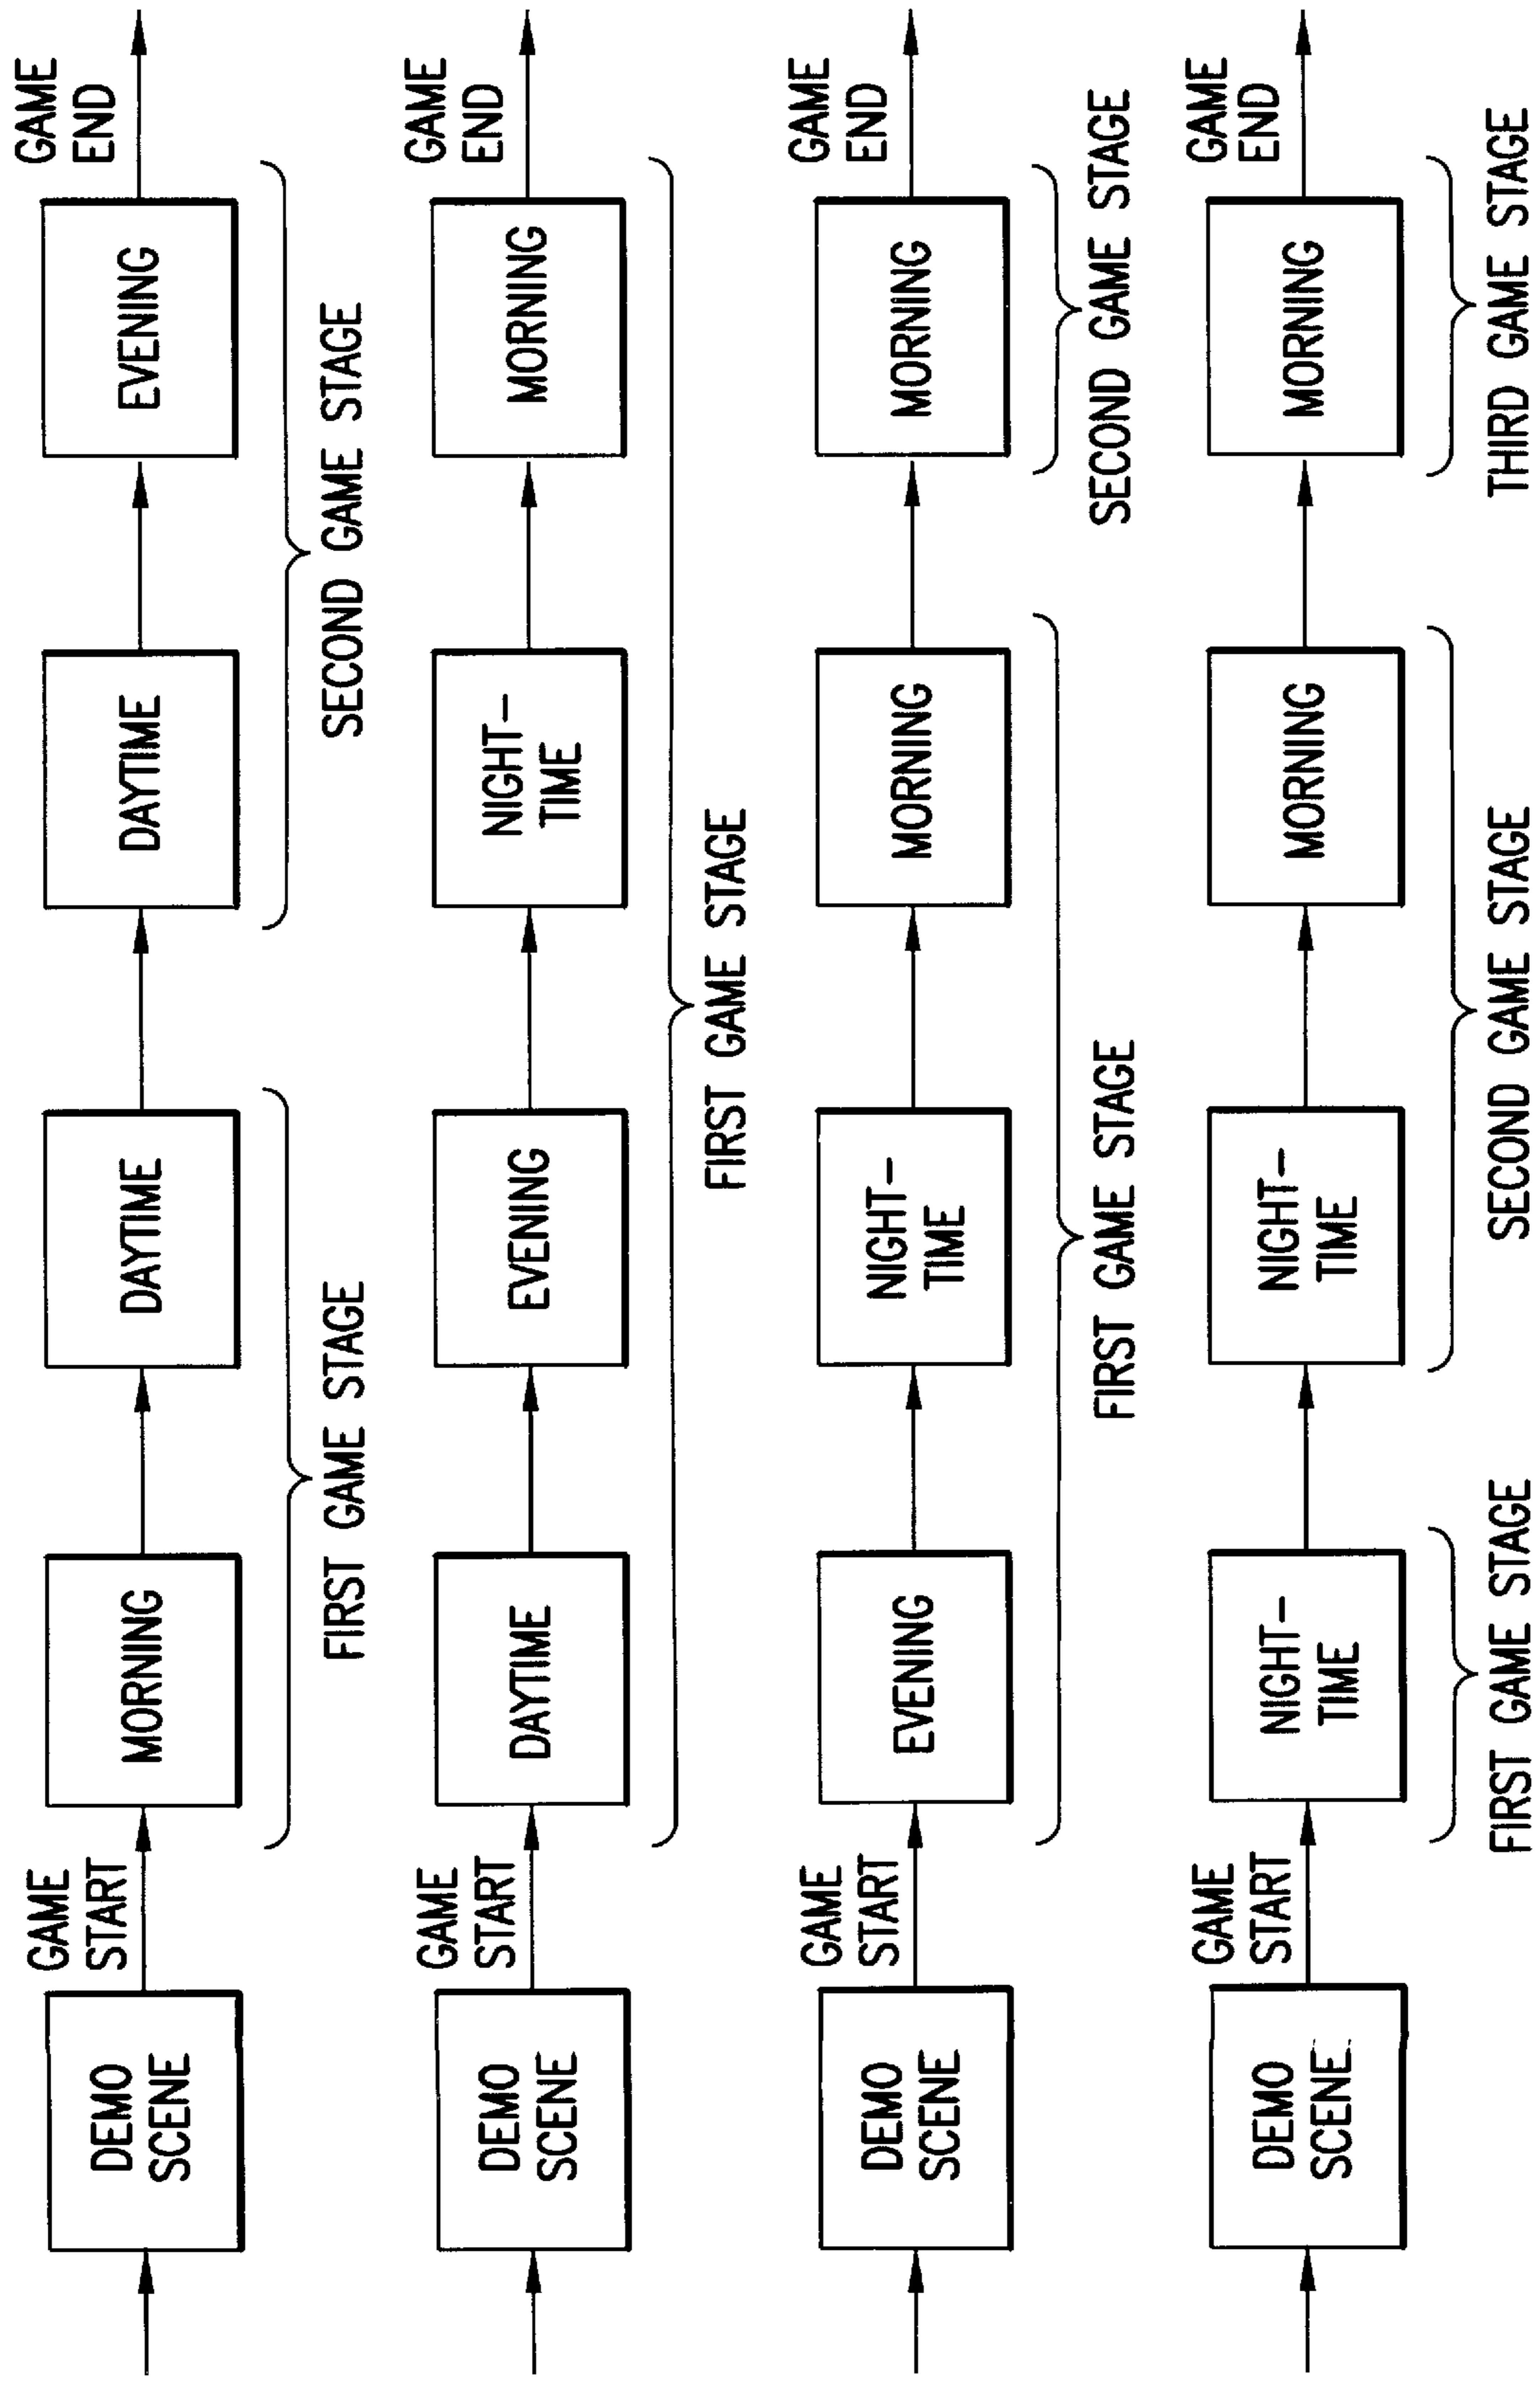 GAME
START
GAME
END
DEMO
SCENE
MORNING
DAYTIME
DAYTIME
EVENING
FIRST GAME STAGE
SECOND GAME STAGE
GAME
START
GAME
END
DEMO
SCENE
DAYTIME
EVENING
NIGHT-
TIME
MORNING
FIRST GAME STAGE
GAME
START
GAME
END
DEMO
SCENE
EVENING
NIGHT-
TIME
MORNING
MORNING
FIRST GAME STAGE
SECOND GAME STAGE
GAME
START
GAME
END
DEMO
SCENE
NIGHT-
TIME
NIGHT-
TIME
MORNING
MORNING
FIRST GAME STAGE
SECOND GAME STAGE
THIRD GAME STAGE